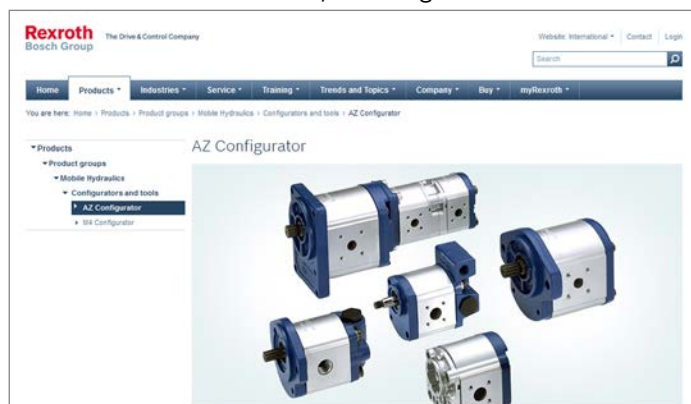 Rexroth
Bosch Group
The Drive & Control Company
Website: International
Contact
Login
Search
Home
Products
Industries
Service
Training
Trends and Topics
Company
Buy
myRexroth
You are here: Home › Products › Product groups › Mobile Hydraulics › Configurators and tools › AZ Configurator
Products
Product groups
Mobile Hydraulics
Configurators and tools
AZ Configurator
M4 Configurator
AZ Configurator